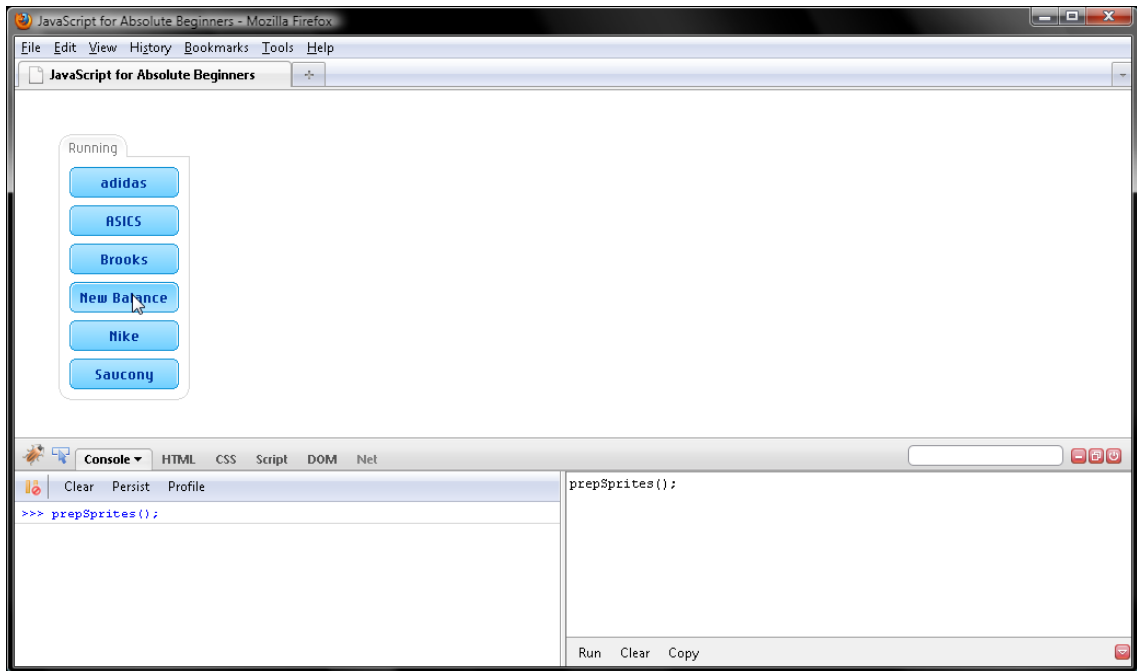 JavaScript for Absolute Beginners - Mozilla Firefox
File Edit View History Bookmarks Tools Help
JavaScript for Absolute Beginners
Running
adidas
ASICS
Brooks
New Balance
Nike
Saucony
Console HTML CSS Script DOM Net
Clear Persist Profile
>>> prepSprites();
prepSprites();
Run Clear Copy